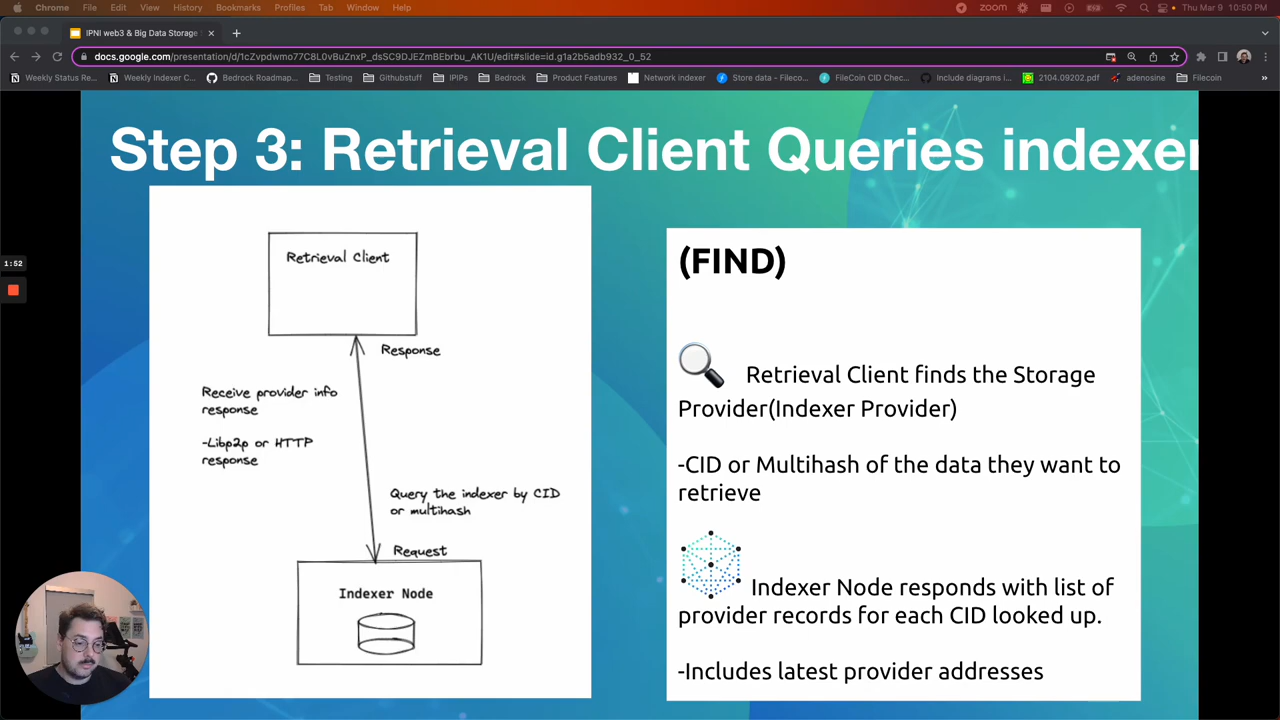 Chrome File Edit View History Bookmarks Profiles Tab Window Help
zoom Thu Mar 9 10:50 PM
IPNI web3 & Big Data Storage
docs.google.com/presentation/d/1cZvpdwmo77C8L0vBuZnxP_dsSC9DJEZmBEbrbu_AK1U/edit#slide=id.g1a2b5adb932_0_52
Weekly Status Re... Weekly Indexer C... Bedrock Roadmap... Testing Githubstuff IPIPs Bedrock Product Features Network indexer Store data - Fileco... FileCoin CID Chec... Include diagrams i... 2104.09202.pdf adenosine Filecoin »
Step 3: Retrieval Client Queries indexer
1:52
Retrieval Client
Response
Receive provider info
response
-Libp2p or HTTP
response
Query the indexer by CID
or multihash
Request
Indexer Node
(FIND)
Retrieval Client finds the Storage
Provider(Indexer Provider)
-CID or Multihash of the data they want to
retrieve
Indexer Node responds with list of
provider records for each CID looked up.
-Includes latest provider addresses